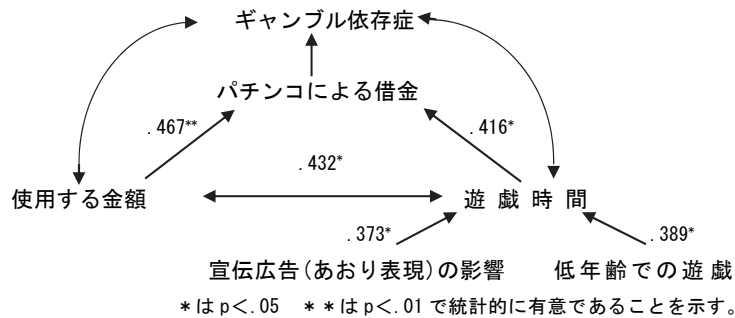 ギャンブル依存症
パチンコによる借金
.467**
.416*
.432*
使用する金額
遊戯時間
.373*
.389*
宣伝広告(あおり表現)の影響
低年齢での遊戯
*はp<.05 **はp<.01で統計的に有意であることを示す。